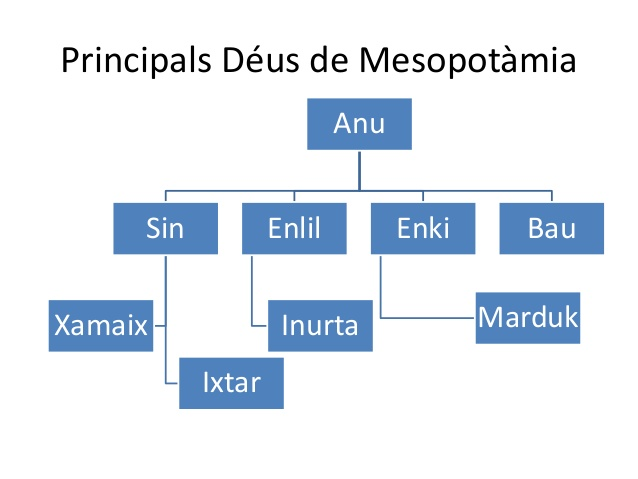 Principals Déus de Mesopotàmia
Anu
Sin
Enlil
Enki
Bau
Xamaix
Inurta
Marduk
Ixtar